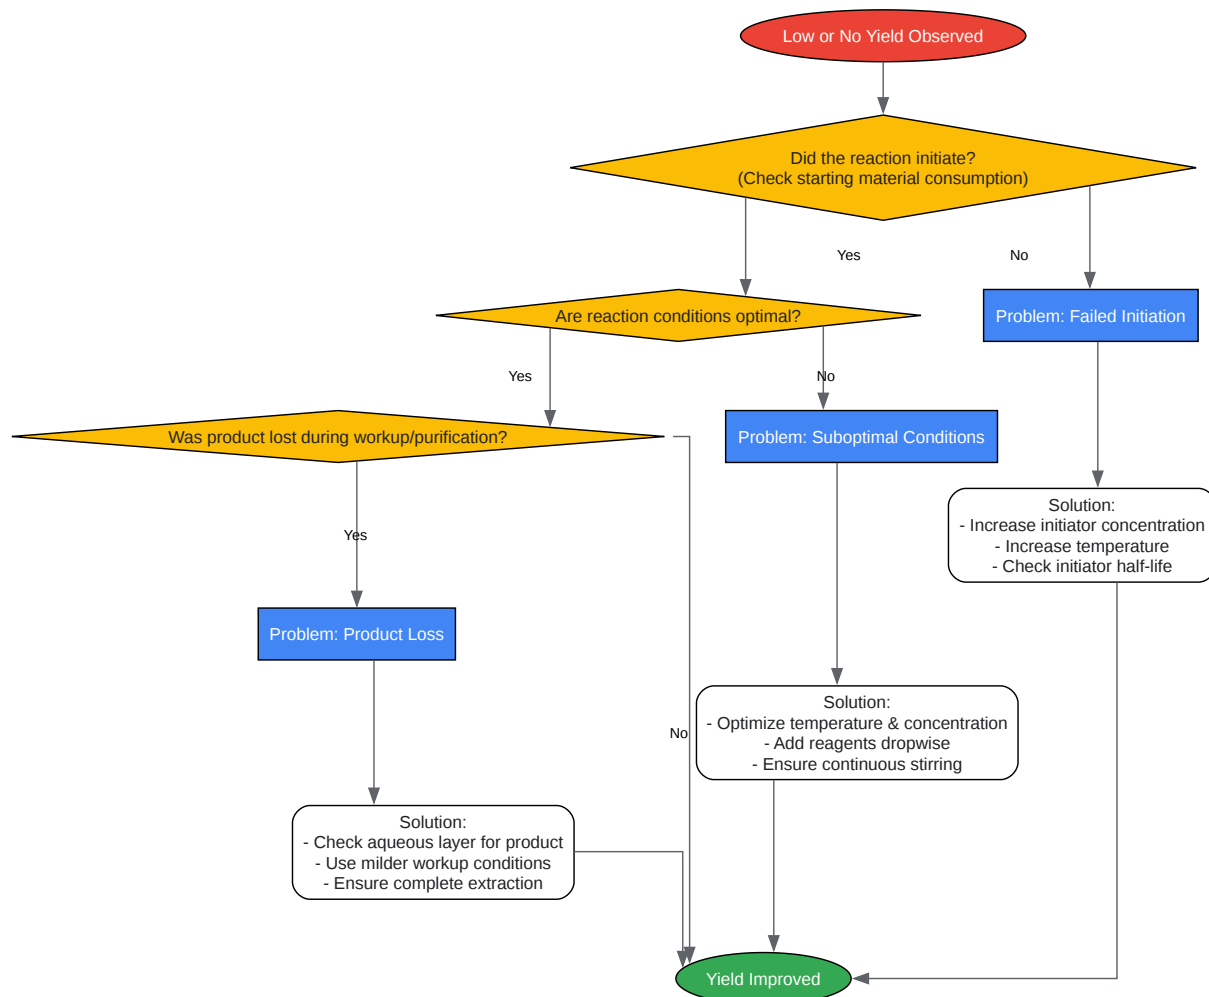 Low or No Yield Observed
Did the reaction initiate?
(Check starting material consumption)
Yes
No
Are reaction conditions optimal?
Problem: Failed Initiation
Yes
No
Was product lost during workup/purification?
Problem: Suboptimal Conditions
Solution:
- Increase initiator concentration
- Increase temperature
- Check initiator half-life
Yes
Problem: Product Loss
Solution:
- Optimize temperature & concentration
- Add reagents dropwise
- Ensure continuous stirring
No
Solution:
- Check aqueous layer for product
- Use milder workup conditions
- Ensure complete extraction
Yield Improved